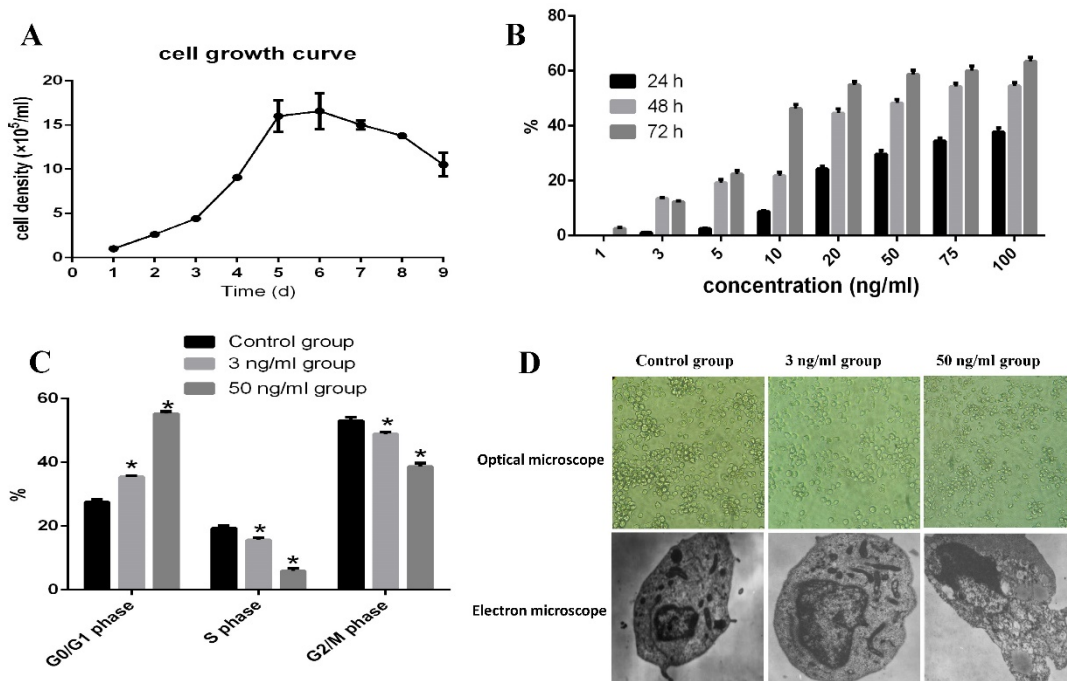 A
cell growth curve
cell density (×10⁵/ml)
20
15
10
5
0
0 1 2 3 4 5 6 7 8 9
Time (d)
B
24 h
48 h
72 h
%
80
60
40
20
0
1 3 5 10 20 50 75 100
concentration (ng/ml)
C
Control group
3 ng/ml group
50 ng/ml group
%
60
40
20
0
* * * * * *
G0/G1 phase S phase G2/M phase
D
Control group 3 ng/ml group 50 ng/ml group
Optical microscope
Electron microscope